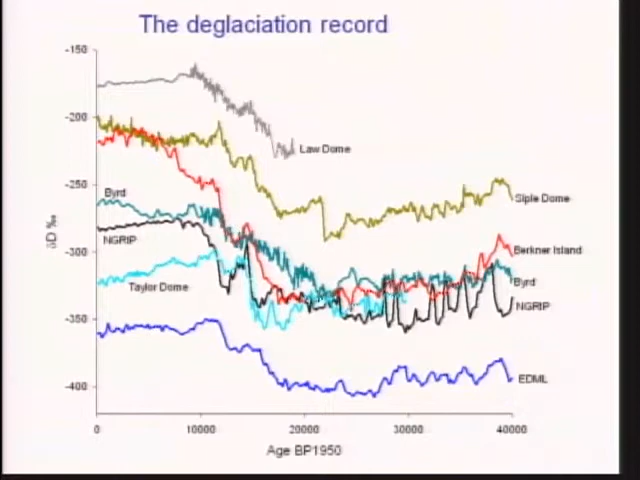 The deglaciation record
-150
-200
-250
-300
-350
-400
δD ‰
Law Dome
Siple Dome
Byrd
NGRIP
Berkner Island
Taylor Dome
Byrd
NGRIP
EDML
0
10000
20000
30000
40000
Age BP1950